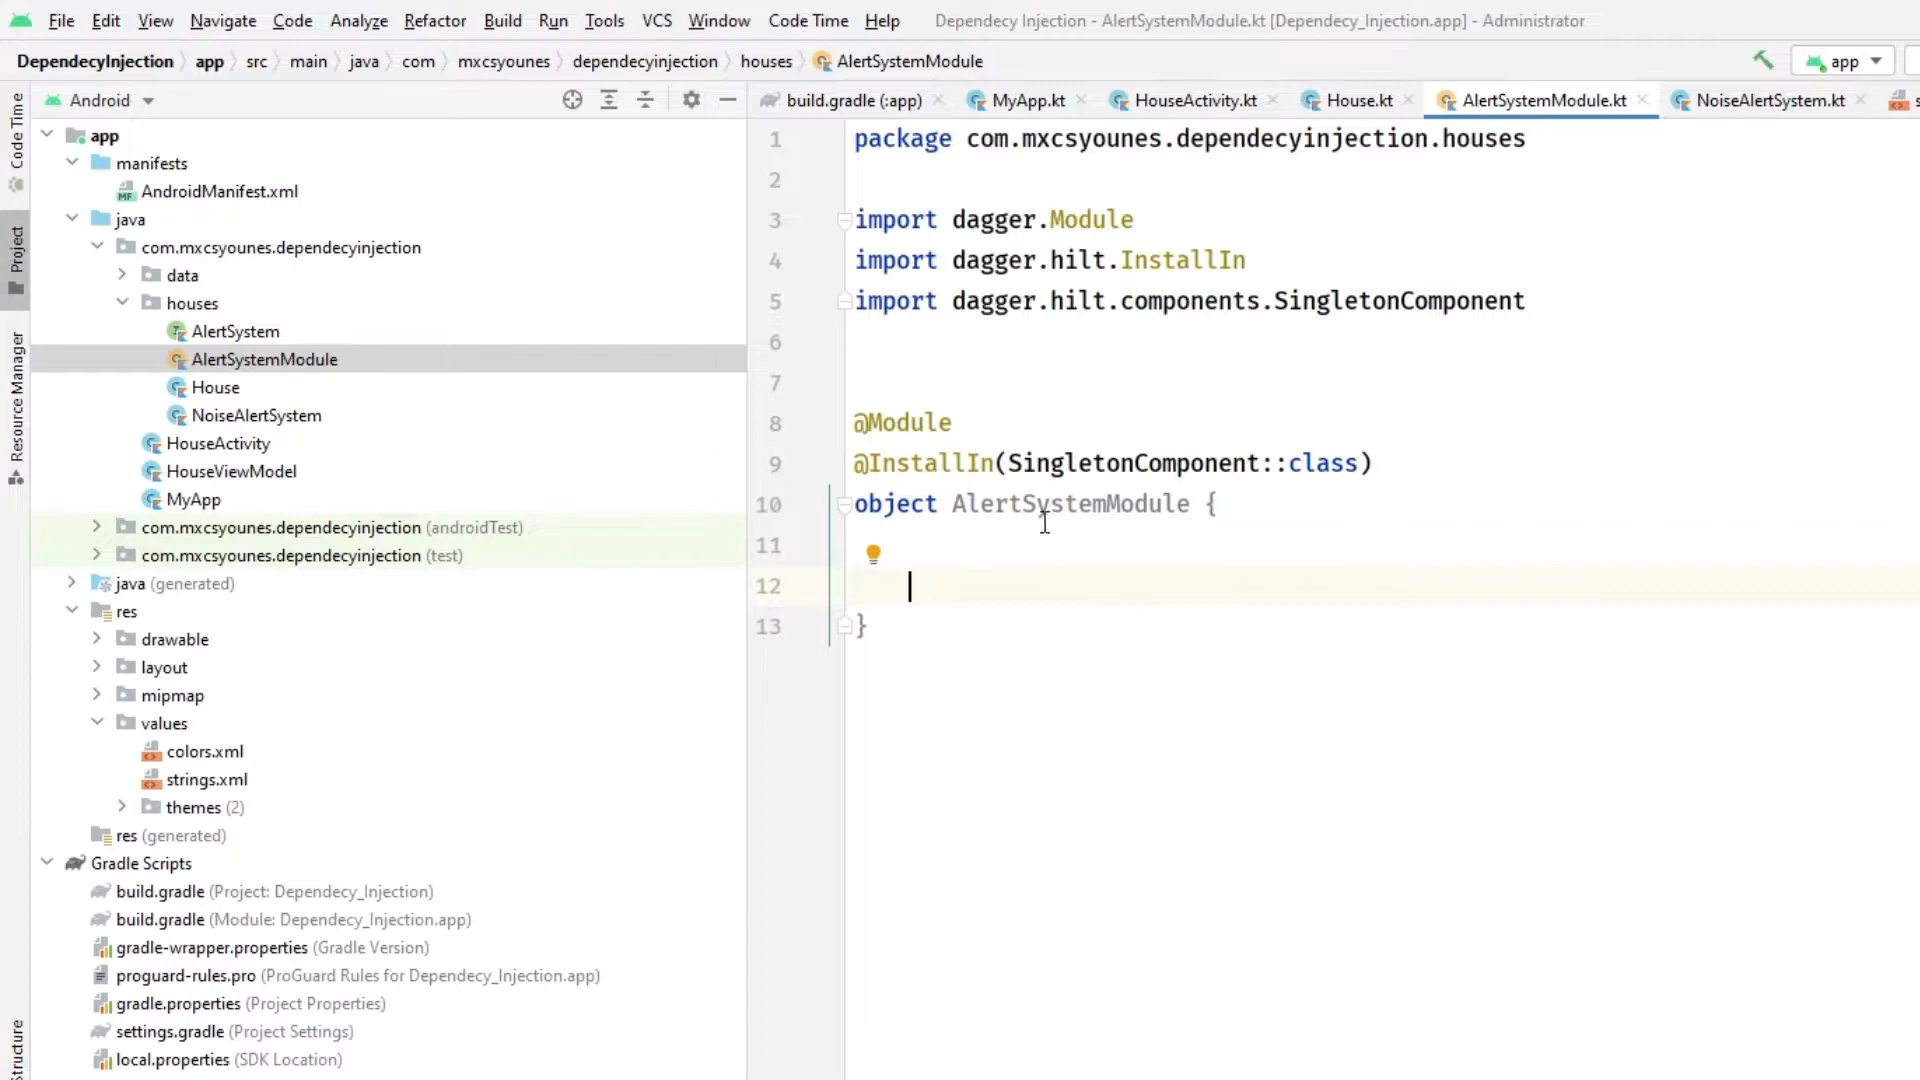 File Edit View Navigate Code Analyze Refactor Build Run Tools VCS Window Code Time Help Dependecy Injection - AlertSystemModule.kt [Dependecy_Injection.app] - Administrator
DependecyInjection app src main java com mxcsyounes dependecyinjection houses AlertSystemModule app
Android
build.gradle (:app) MyApp.kt HouseActivity.kt House.kt AlertSystemModule.kt NoiseAlertSystem.kt
Code Time
Project
Resource Manager
Structure
app
manifests
AndroidManifest.xml
java
com.mxcsyounes.dependecyinjection
data
houses
AlertSystem
AlertSystemModule
House
NoiseAlertSystem
HouseActivity
HouseViewModel
MyApp
com.mxcsyounes.dependecyinjection (androidTest)
com.mxcsyounes.dependecyinjection (test)
java (generated)
res
drawable
layout
mipmap
values
colors.xml
strings.xml
themes (2)
res (generated)
Gradle Scripts
build.gradle (Project: Dependecy_Injection)
build.gradle (Module: Dependecy_Injection.app)
gradle-wrapper.properties (Gradle Version)
proguard-rules.pro (ProGuard Rules for Dependecy_Injection.app)
gradle.properties (Project Properties)
settings.gradle (Project Settings)
local.properties (SDK Location)
1 package com.mxcsyounes.dependecyinjection.houses
2
3 import dagger.Module
4 import dagger.hilt.InstallIn
5 import dagger.hilt.components.SingletonComponent
6
7
8 @Module
9 @InstallIn(SingletonComponent::class)
10 object AlertSystemModule {
11
12
13 }